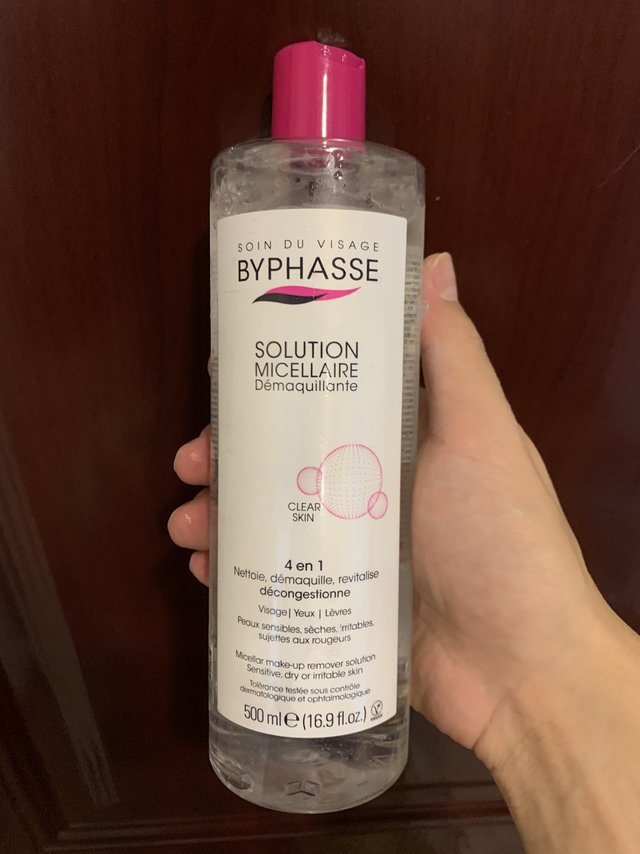 SOIN DU VISAGE
BYPHASSE
SOLUTION
MICELLAIRE
Démaquillante
CLEAR
SKIN
4 en 1
Nettoie, démaquille, revitalise
décongestionne
Visage | Yeux | Lèvres
Peaux sensibles, sèches, irritables,
sujettes aux rougeurs
Micellar make-up remover solution
Sensitive, dry or irritable skin
Tolérance testée sous contrôle
dermatologique et ophtalmologique
500 ml e (16.9 fl.oz.)